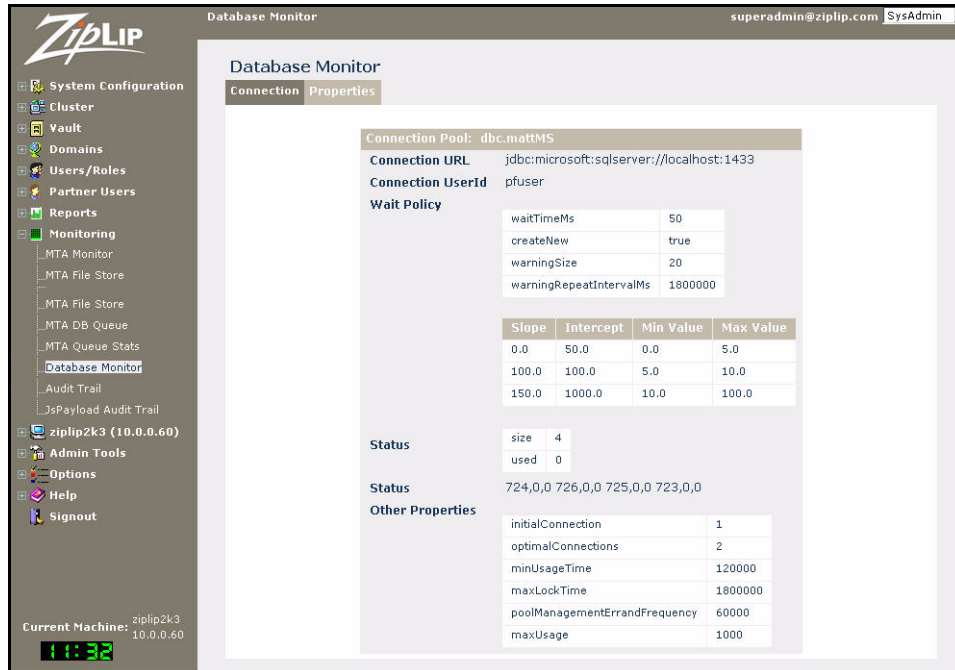 Database Monitor
superadmin@ziplip.com SysAdmin
ZipLip
System Configuration
Cluster
Vault
Domains
Users/Roles
Partner Users
Reports
Monitoring
MTA Monitor
MTA File Store
MTA File Store
MTA DB Queue
MTA Queue Stats
Database Monitor
Audit Trail
JsPayload Audit Trail
ziplip2k3 (10.0.0.60)
Admin Tools
Options
Help
Signout
Current Machine: ziplip2k3
10.0.0.60
11:32
Database Monitor
Connection Properties
Connection Pool: dbc.mattMS
Connection URL jdbc:microsoft:sqlserver://localhost:1433
Connection UserId pfuser
Wait Policy
waitTimeMs 50
createNew true
warningSize 20
warningRepeatIntervalMs 1800000
Slope Intercept Min Value Max Value
0.0 50.0 0.0 5.0
100.0 100.0 5.0 10.0
150.0 1000.0 10.0 100.0
Status
size 4
used 0
Status 724,0,0 726,0,0 725,0,0 723,0,0
Other Properties
initialConnection 1
optimalConnections 2
minUsageTime 120000
maxLockTime 1800000
poolManagementErrandFrequency 60000
maxUsage 1000